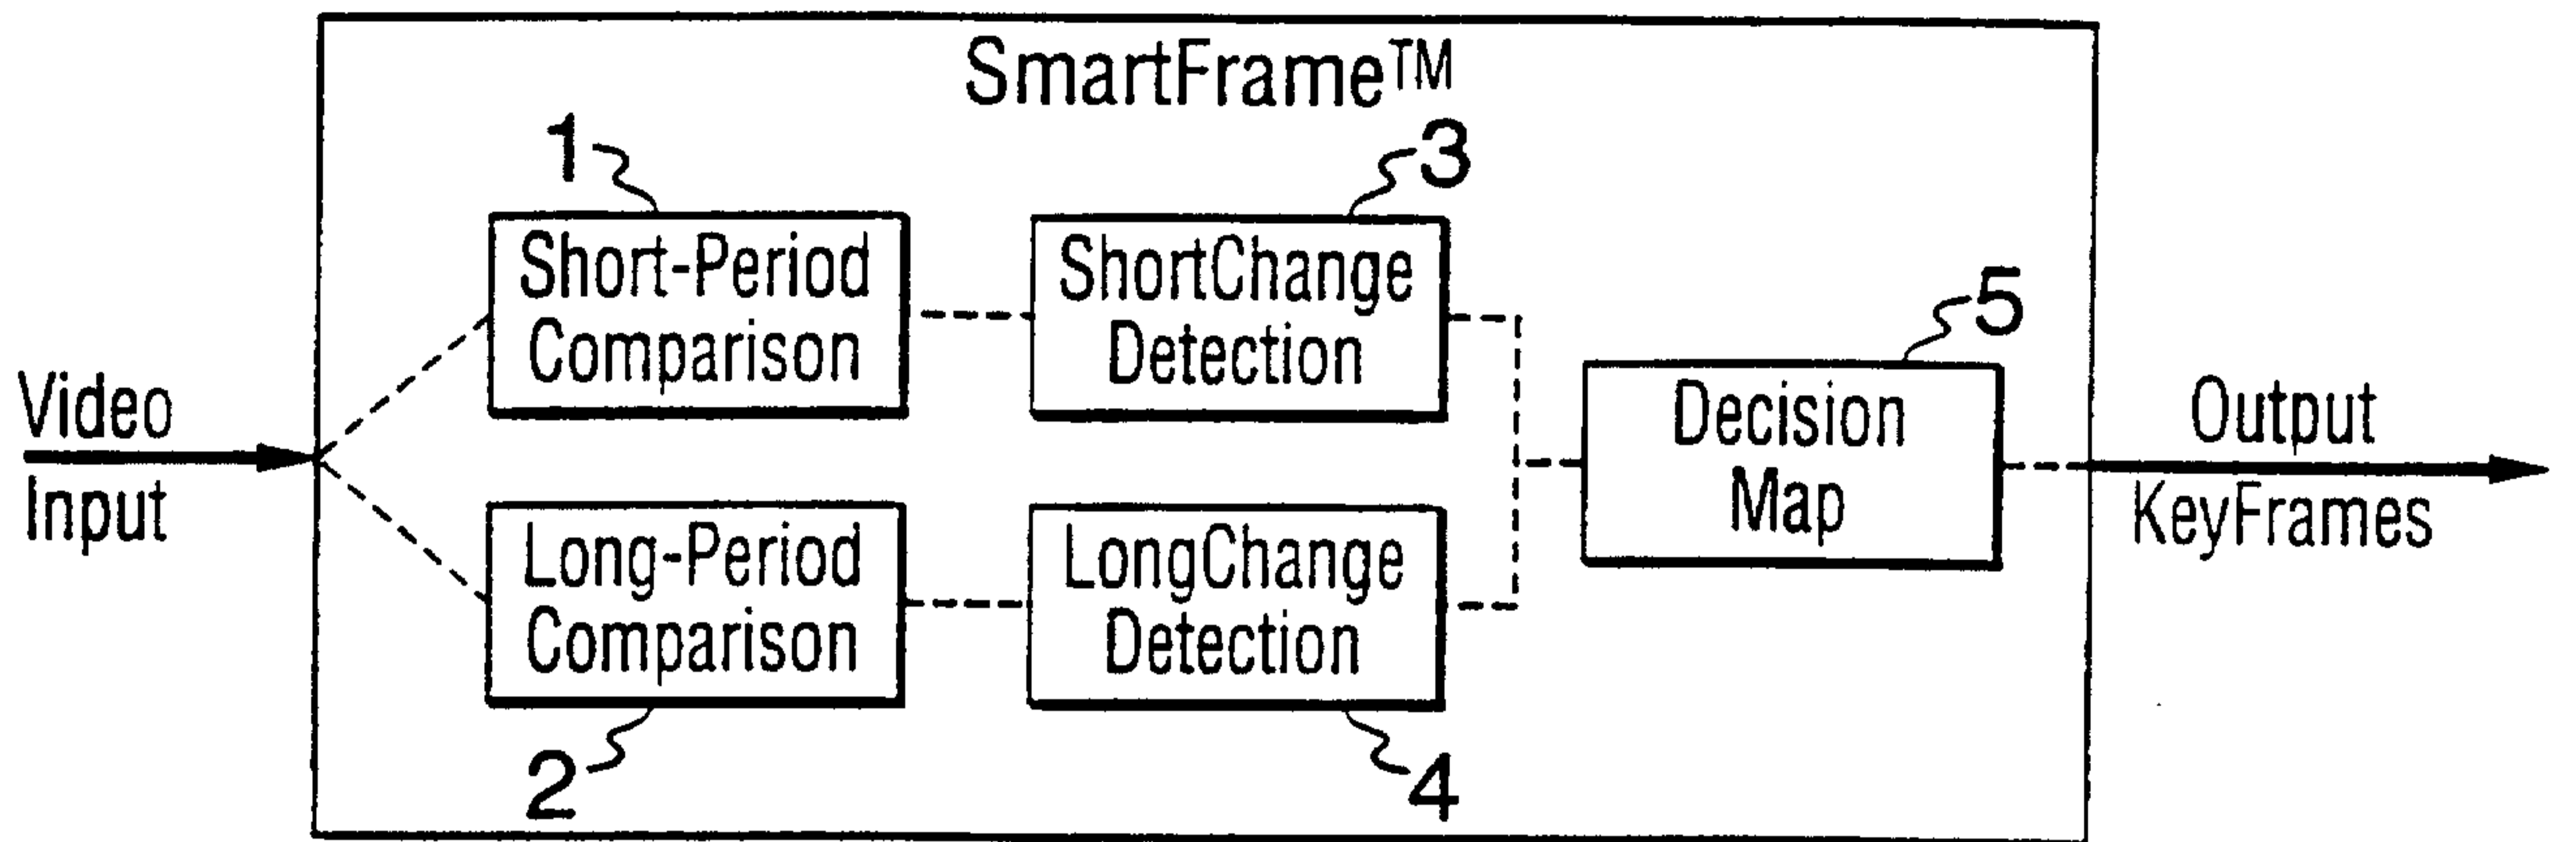 SmartFrame™
1
3
Short-Period
Comparison
ShortChange
Detection
5
Video
Input
Decision
Map
Output
KeyFrames
Long-Period
Comparison
LongChange
Detection
2
4